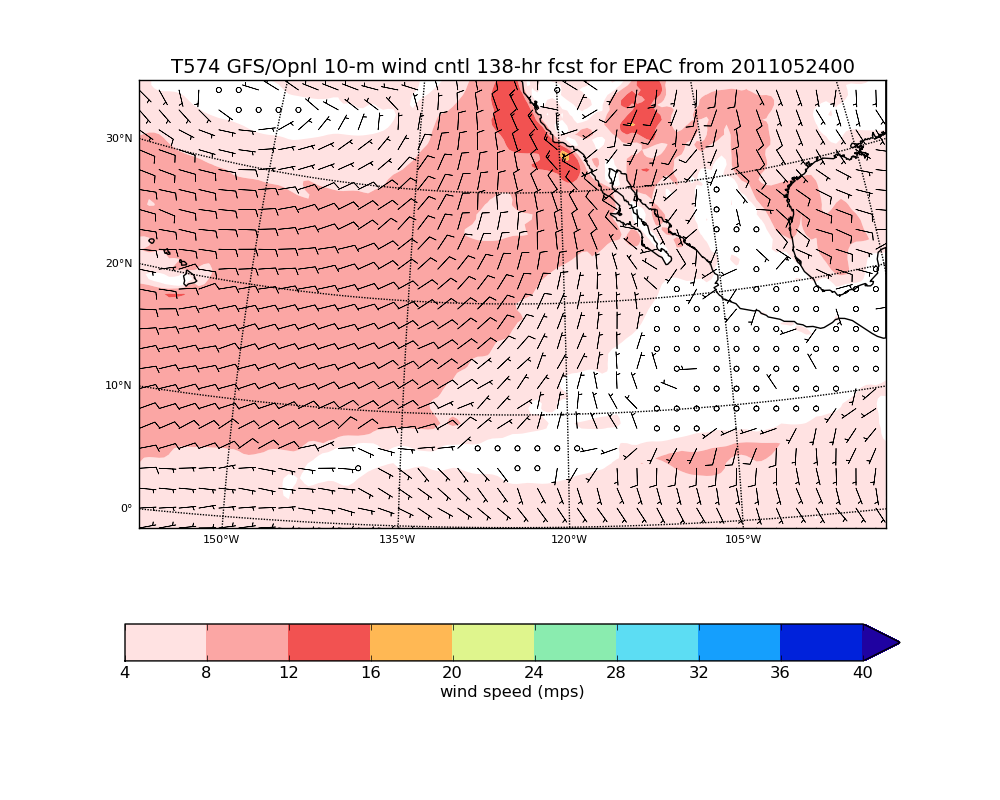 T574 GFS/Opnl 10-m wind cntl 138-hr fcst for EPAC from 2011052400
30°N
20°N
10°N
0°
150°W 135°W 120°W 105°W
4 8 12 16 20 24 28 32 36 40
wind speed (mps)